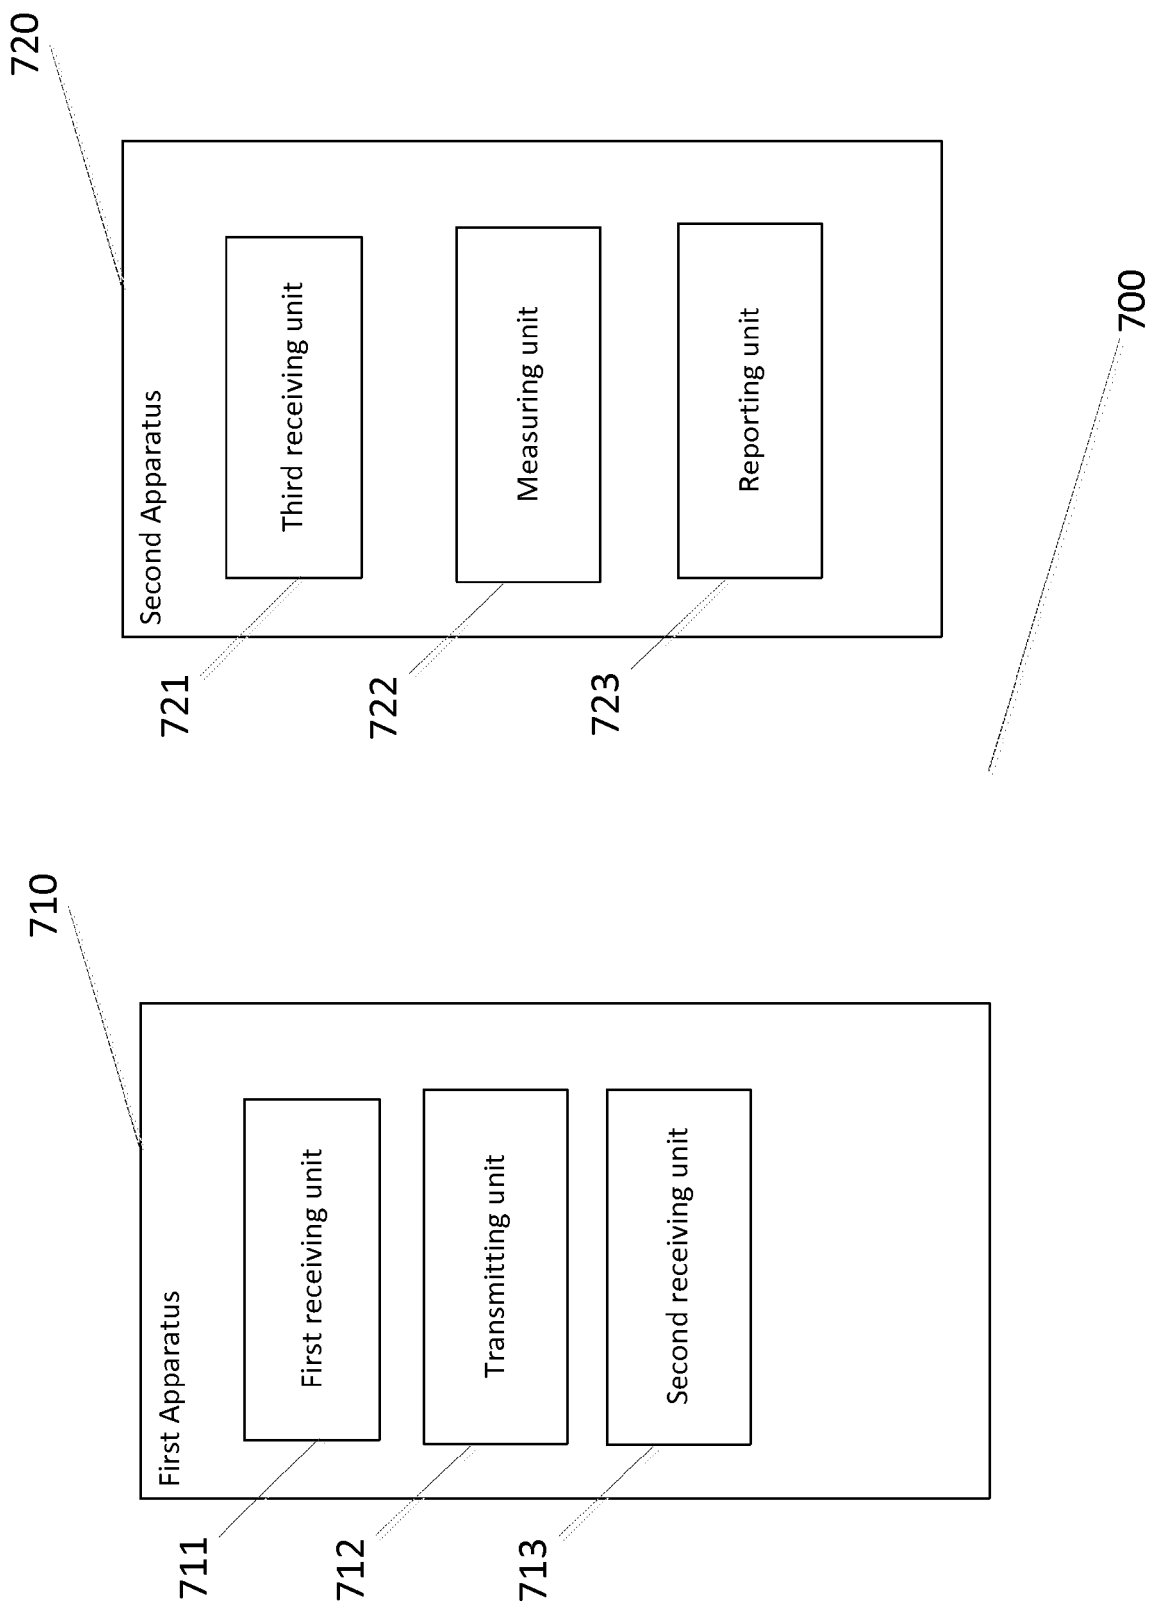 710
First Apparatus
711
First receiving unit
712
Transmitting unit
713
Second receiving unit
720
Second Apparatus
721
Third receiving unit
722
Measuring unit
723
Reporting unit
700